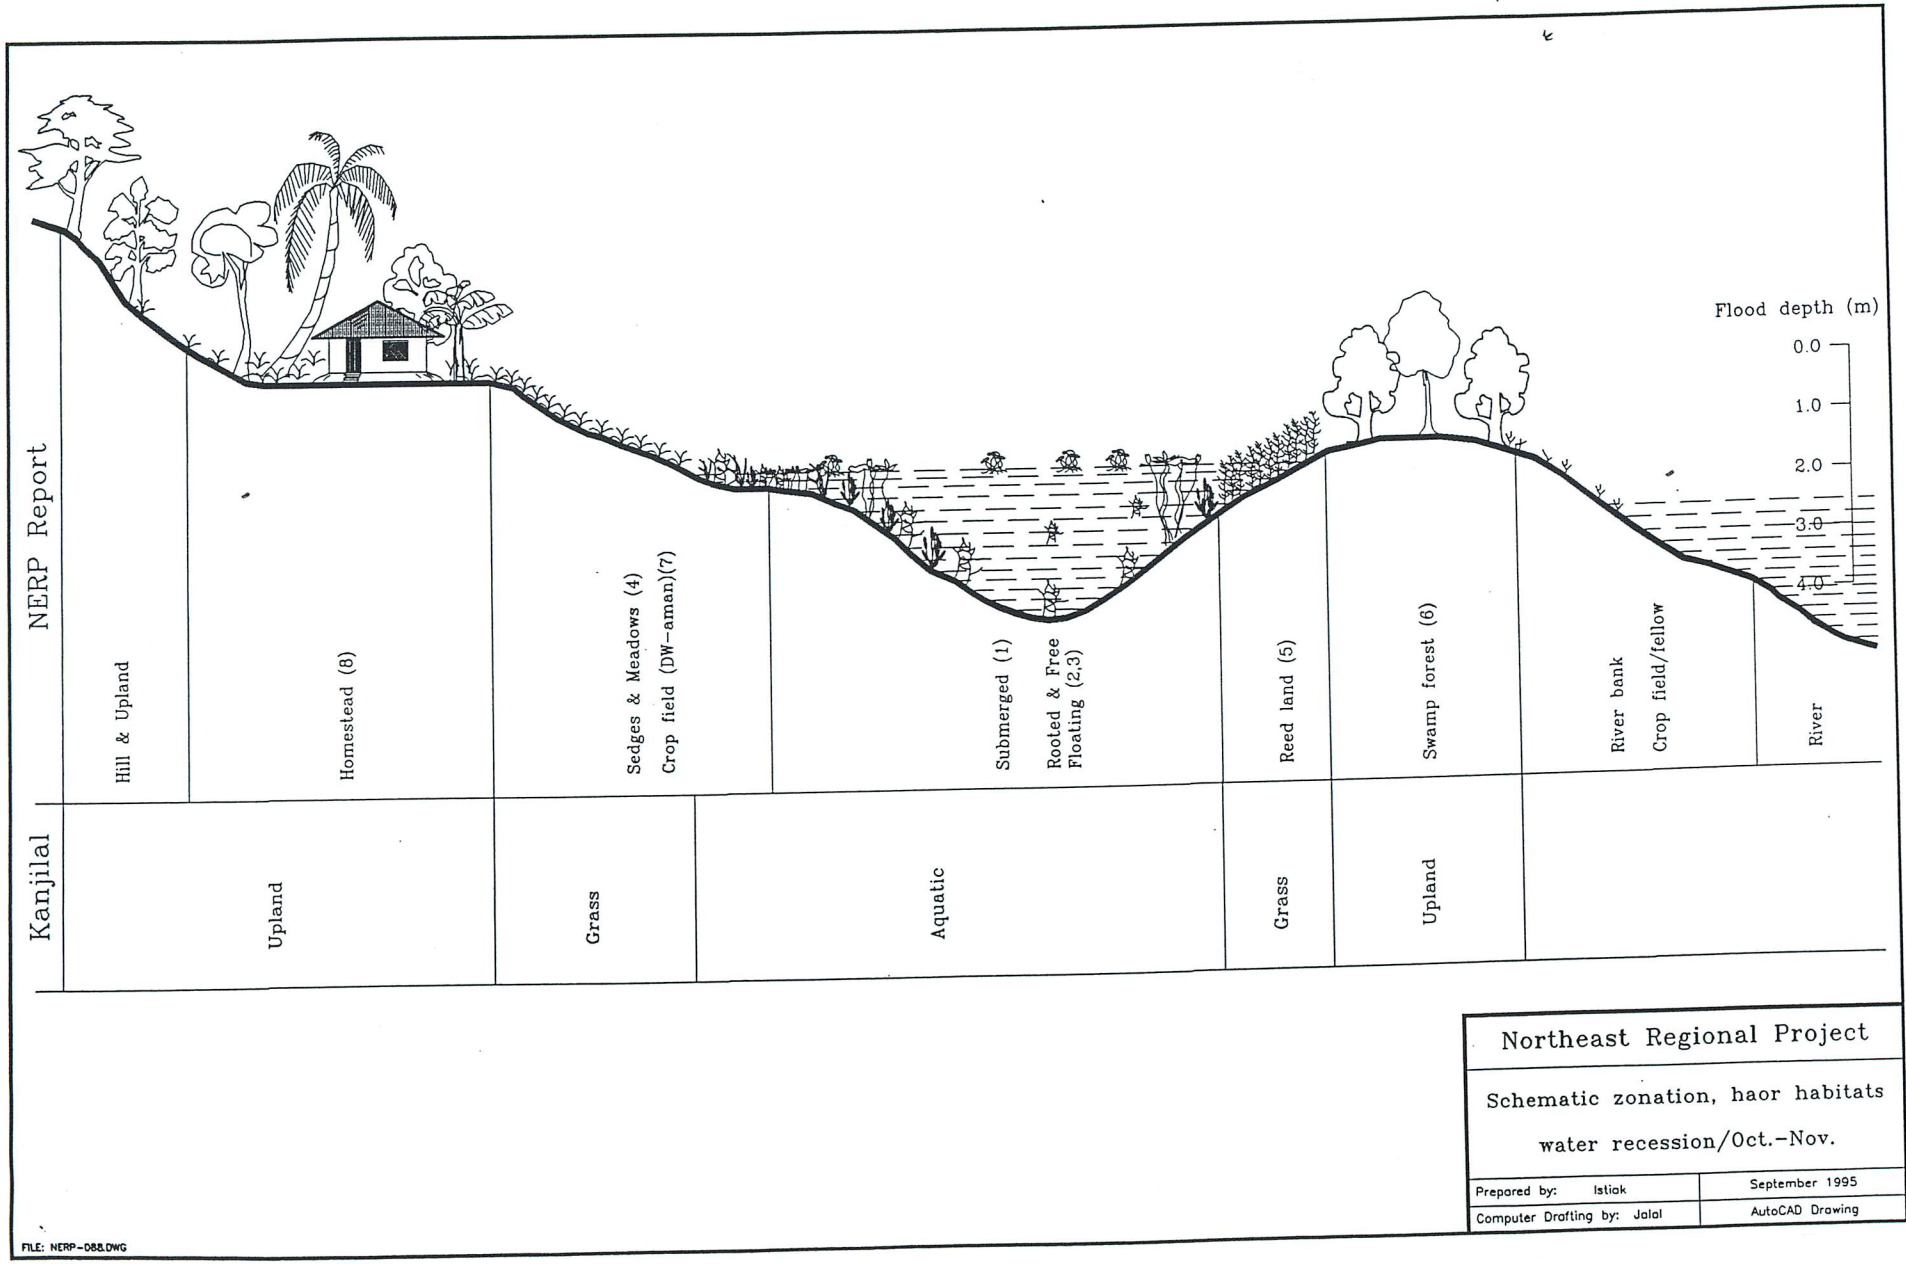 Flood depth (m)
0.0
1.0
2.0
3.0
4.0
NERP Report
Hill & Upland
Homestead (8)
Sedges & Meadows (4)
Crop field (DW-aman)(7)
Submerged (1)
Rooted & Free
Floating (2,3)
Reed land (5)
Swamp forest (6)
River bank
Crop field/fellow
River
Kanjilal
Upland
Grass
Aquatic
Grass
Upland
Northeast Regional Project
Schematic zonation, haor habitats
water recession/Oct.-Nov.
Prepared by: Istiak
September 1995
Computer Drafting by: Jalal
AutoCAD Drawing
FILE: NERP-088.DWG